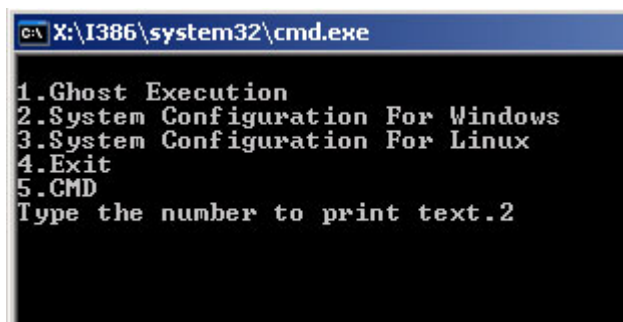 X:\I386\system32\cmd.exe
1.Ghost Execution
2.System Configuration For Windows
3.System Configuration For Linux
4.Exit
5.CMD
Type the number to print text.2